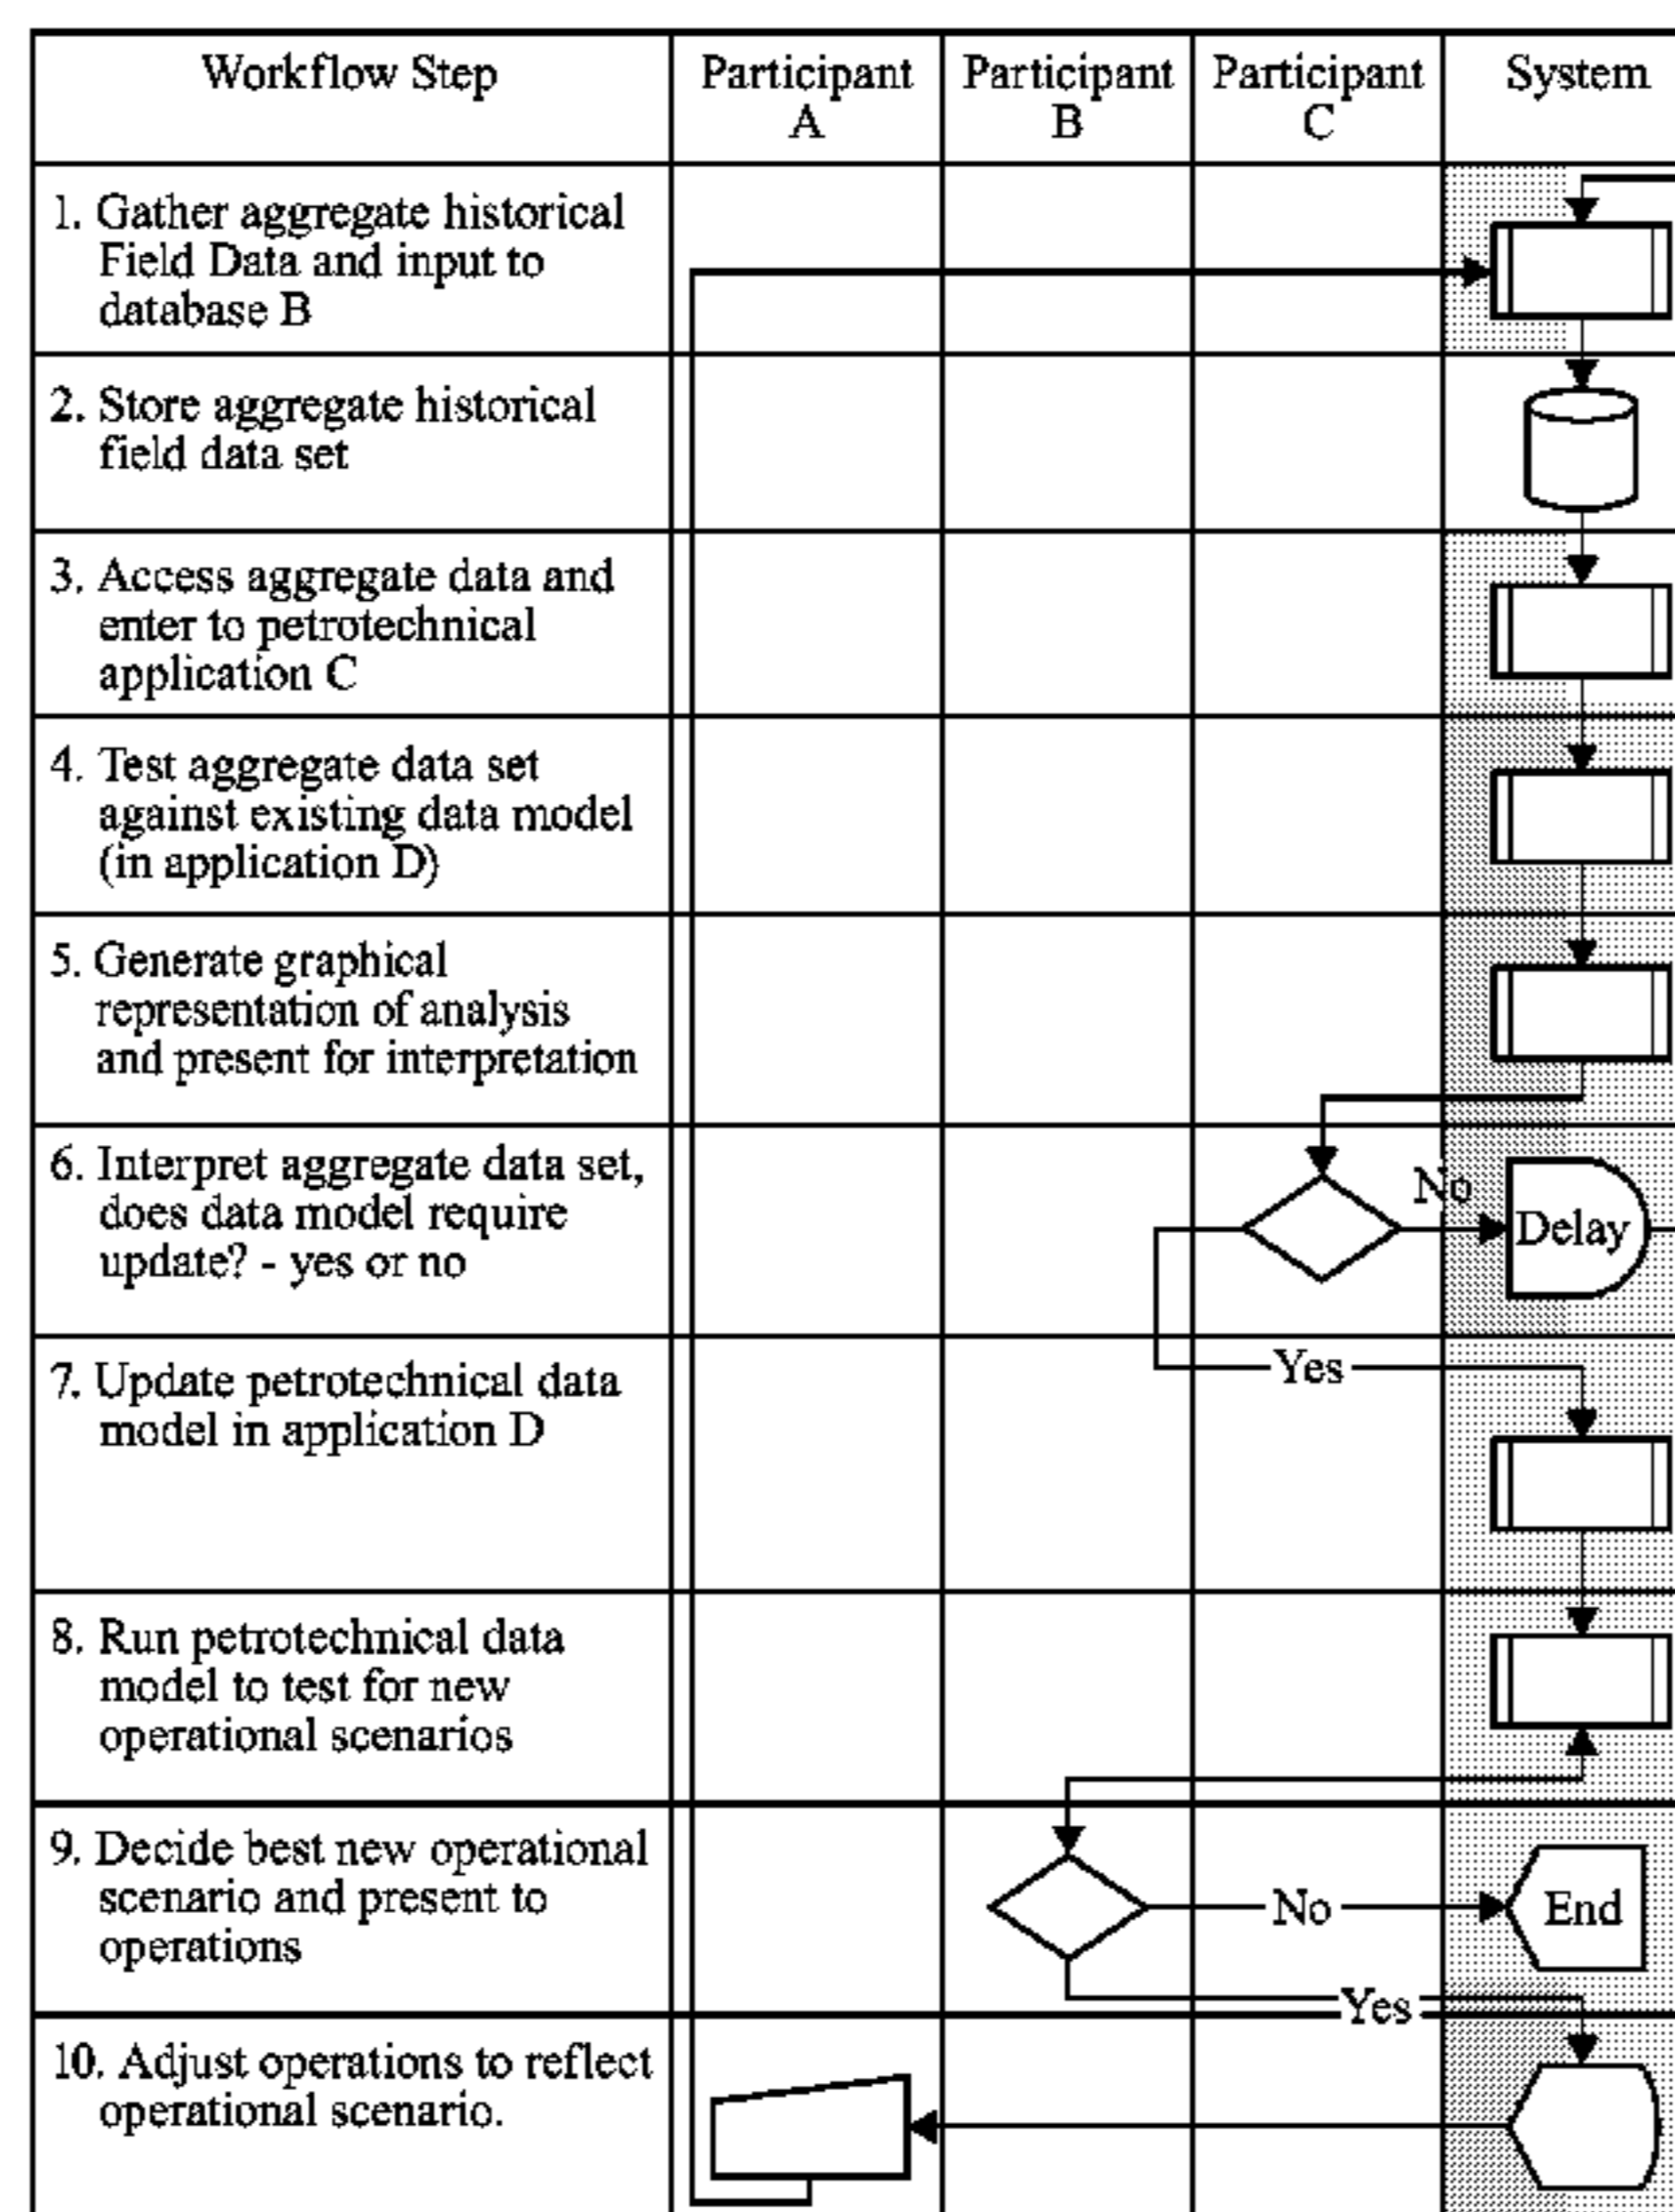 Workflow Step
Participant
A
Participant
B
Participant
C
System
1. Gather aggregate historical
Field Data and input to
database B
2. Store aggregate historical
field data set
3. Access aggregate data and
enter to petrotechnical
application C
4. Test aggregate data set
against existing data model
(in application D)
5. Generate graphical
representation of analysis
and present for interpretation
6. Interpret aggregate data set,
does data model require
update? - yes or no
No
Delay
7. Update petrotechnical data
model in application D
Yes
8. Run petrotechnical data
model to test for new
operational scenarios
9. Decide best new operational
scenario and present to
operations
No
End
Yes
10. Adjust operations to reflect
operational scenario.